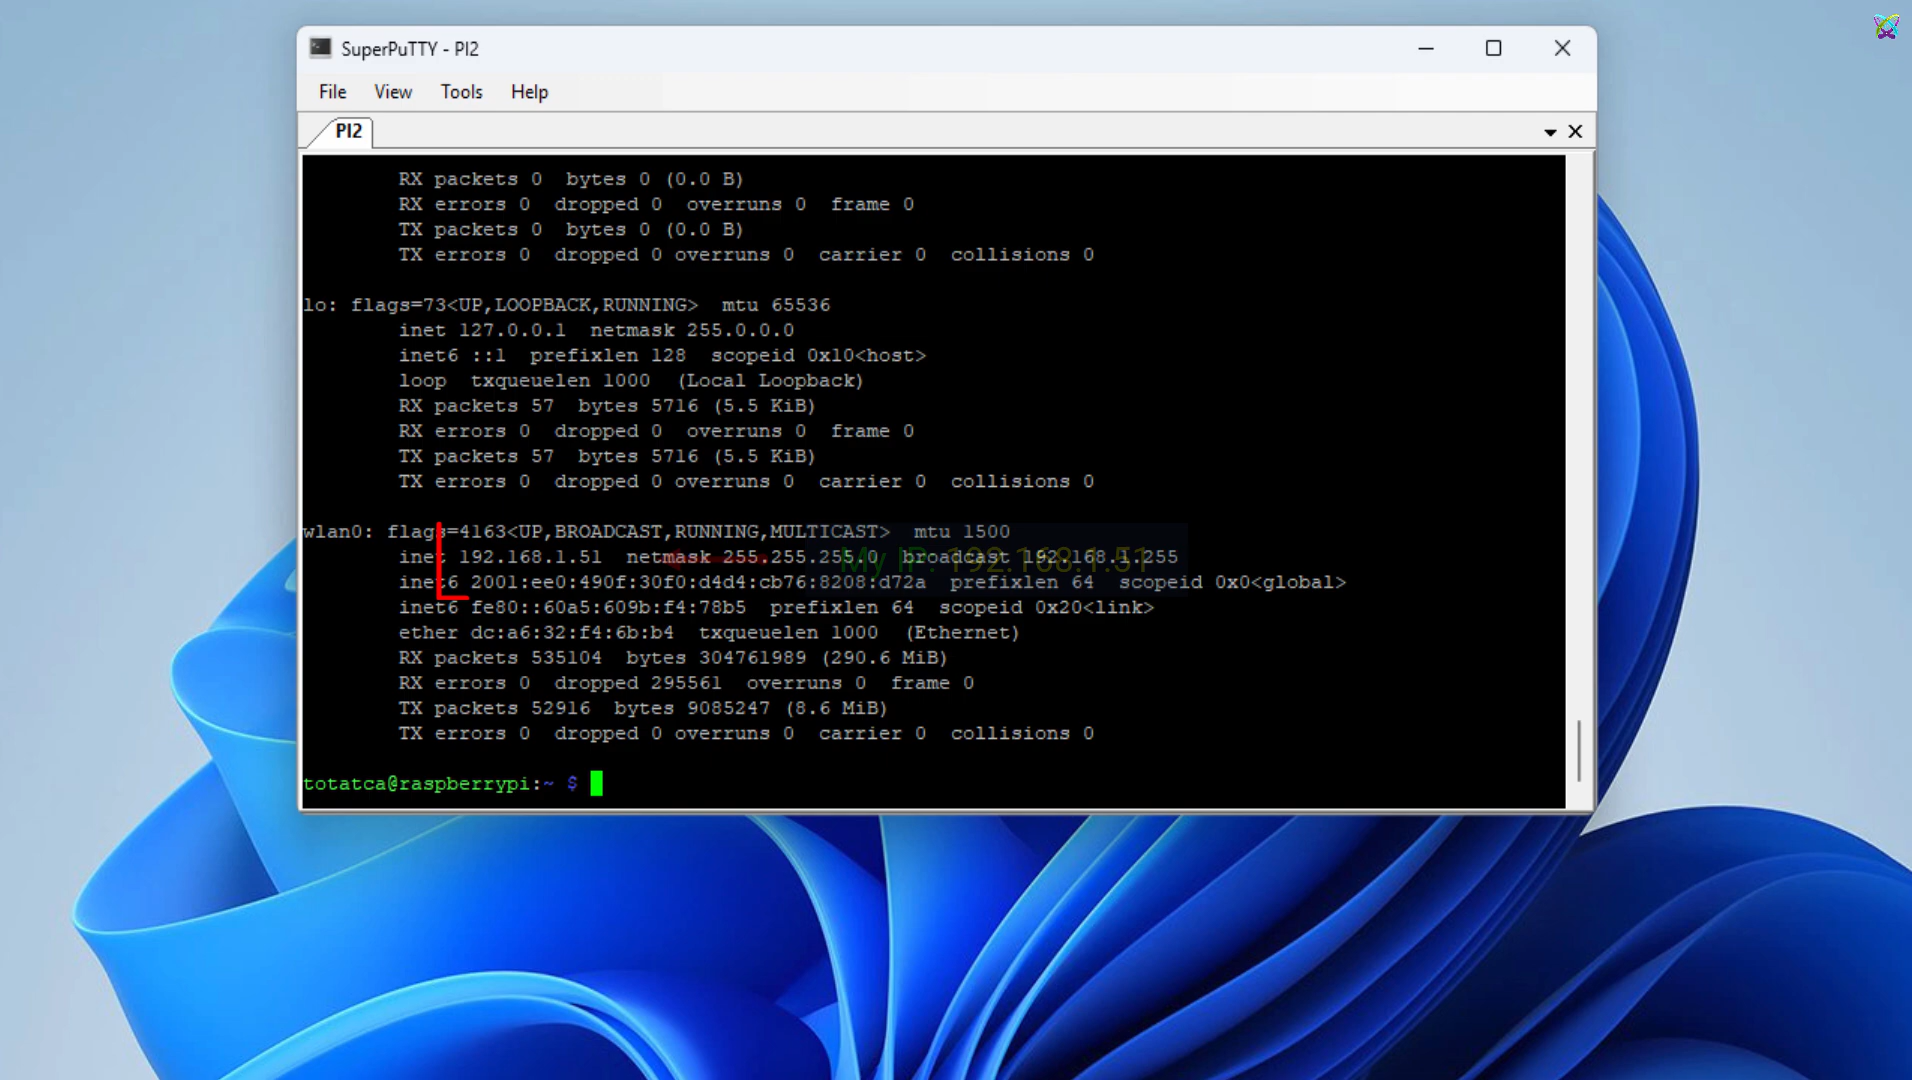 SuperPuTTY - PI2
File View Tools Help
PI2
RX packets 0  bytes 0 (0.0 B)
RX errors 0  dropped 0  overruns 0  frame 0
TX packets 0  bytes 0 (0.0 B)
TX errors 0  dropped 0 overruns 0  carrier 0  collisions 0
lo: flags=73<UP,LOOPBACK,RUNNING>  mtu 65536
inet 127.0.0.1  netmask 255.0.0.0
inet6 ::1  prefixlen 128  scopeid 0x10<host>
loop  txqueuelen 1000  (Local Loopback)
RX packets 57  bytes 5716 (5.5 KiB)
RX errors 0  dropped 0  overruns 0  frame 0
TX packets 57  bytes 5716 (5.5 KiB)
TX errors 0  dropped 0 overruns 0  carrier 0  collisions 0
wlan0: flags=4163<UP,BROADCAST,RUNNING,MULTICAST>  mtu 1500
inet 192.168.1.51  netmask 255.255.255.0  broadcast 192.168.1.255
My IP: 192.168.1.51
inet6 2001:ee0:490f:30f0:d4d4:cb76:8208:d72a  prefixlen 64  scopeid 0x0<global>
inet6 fe80::60a5:609b:f4:78b5  prefixlen 64  scopeid 0x20<link>
ether dc:a6:32:f4:6b:b4  txqueuelen 1000  (Ethernet)
RX packets 535104  bytes 304761989 (290.6 MiB)
RX errors 0  dropped 295561  overruns 0  frame 0
TX packets 52916  bytes 9085247 (8.6 MiB)
TX errors 0  dropped 0 overruns 0  carrier 0  collisions 0
totatca@raspberrypi:~ $